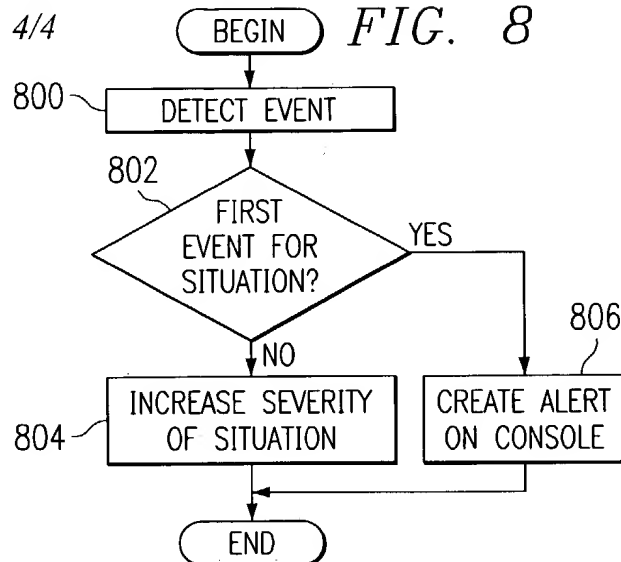 4/4
FIG. 8
BEGIN
800
DETECT EVENT
802
FIRST
EVENT FOR
SITUATION?
YES
NO
804
INCREASE SEVERITY
OF SITUATION
806
CREATE ALERT
ON CONSOLE
END